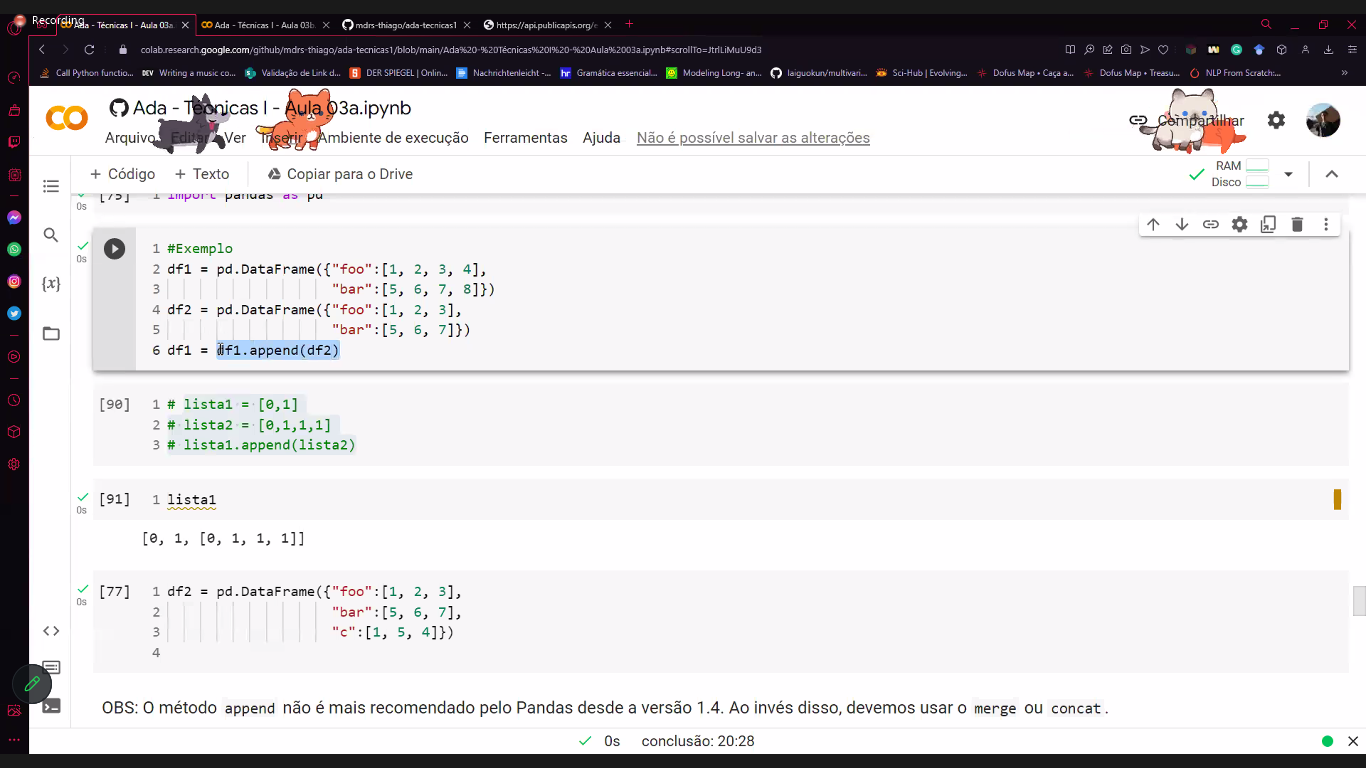 Recording
Ada - Técnicas I - Aula 03a.
Ada - Técnicas I - Aula 03b.
mdrs-thiago/ada-tecnicas1
https://api.publicapis.org/e
colab.research.google.com/github/mdrs-thiago/ada-tecnicas1/blob/main/Ada%20-%20Técnicas%20I%20-%20Aula%2003a.ipynb#scrollTo=JtrlLiMuU9d3
Call Python functio...
DEV Writing a music co...
Validação de Link d...
DER SPIEGEL | Onlin...
Nachrichtenleicht -...
hr Gramática essencial...
Modeling Long- an...
laiguokun/multivari...
Sci-Hub | Evolving...
Dofus Map • Caça a...
Dofus Map • Treasu...
NLP From Scratch:...
Ada - Técnicas I - Aula 03a.ipynb
Compartilhar
Arquivo Editar Ver Inserir Ambiente de execução Ferramentas Ajuda Não é possível salvar as alterações
+ Código + Texto Copiar para o Drive
RAM
Disco
[75] 1 import pandas as pd
0s
0s
1 #Exemplo
2 df1 = pd.DataFrame({"foo":[1, 2, 3, 4],
3 "bar":[5, 6, 7, 8]})
4 df2 = pd.DataFrame({"foo":[1, 2, 3],
5 "bar":[5, 6, 7]})
6 df1 = df1.append(df2)
[90] 1 # lista1 = [0,1]
2 # lista2 = [0,1,1,1]
3 # lista1.append(lista2)
[91] 1 lista1
0s
[0, 1, [0, 1, 1, 1]]
[77] 1 df2 = pd.DataFrame({"foo":[1, 2, 3],
0s
2 "bar":[5, 6, 7],
3 "c":[1, 5, 4]})
4
OBS: O método append não é mais recomendado pelo Pandas desde a versão 1.4. Ao invés disso, devemos usar o merge ou concat.
0s conclusão: 20:28